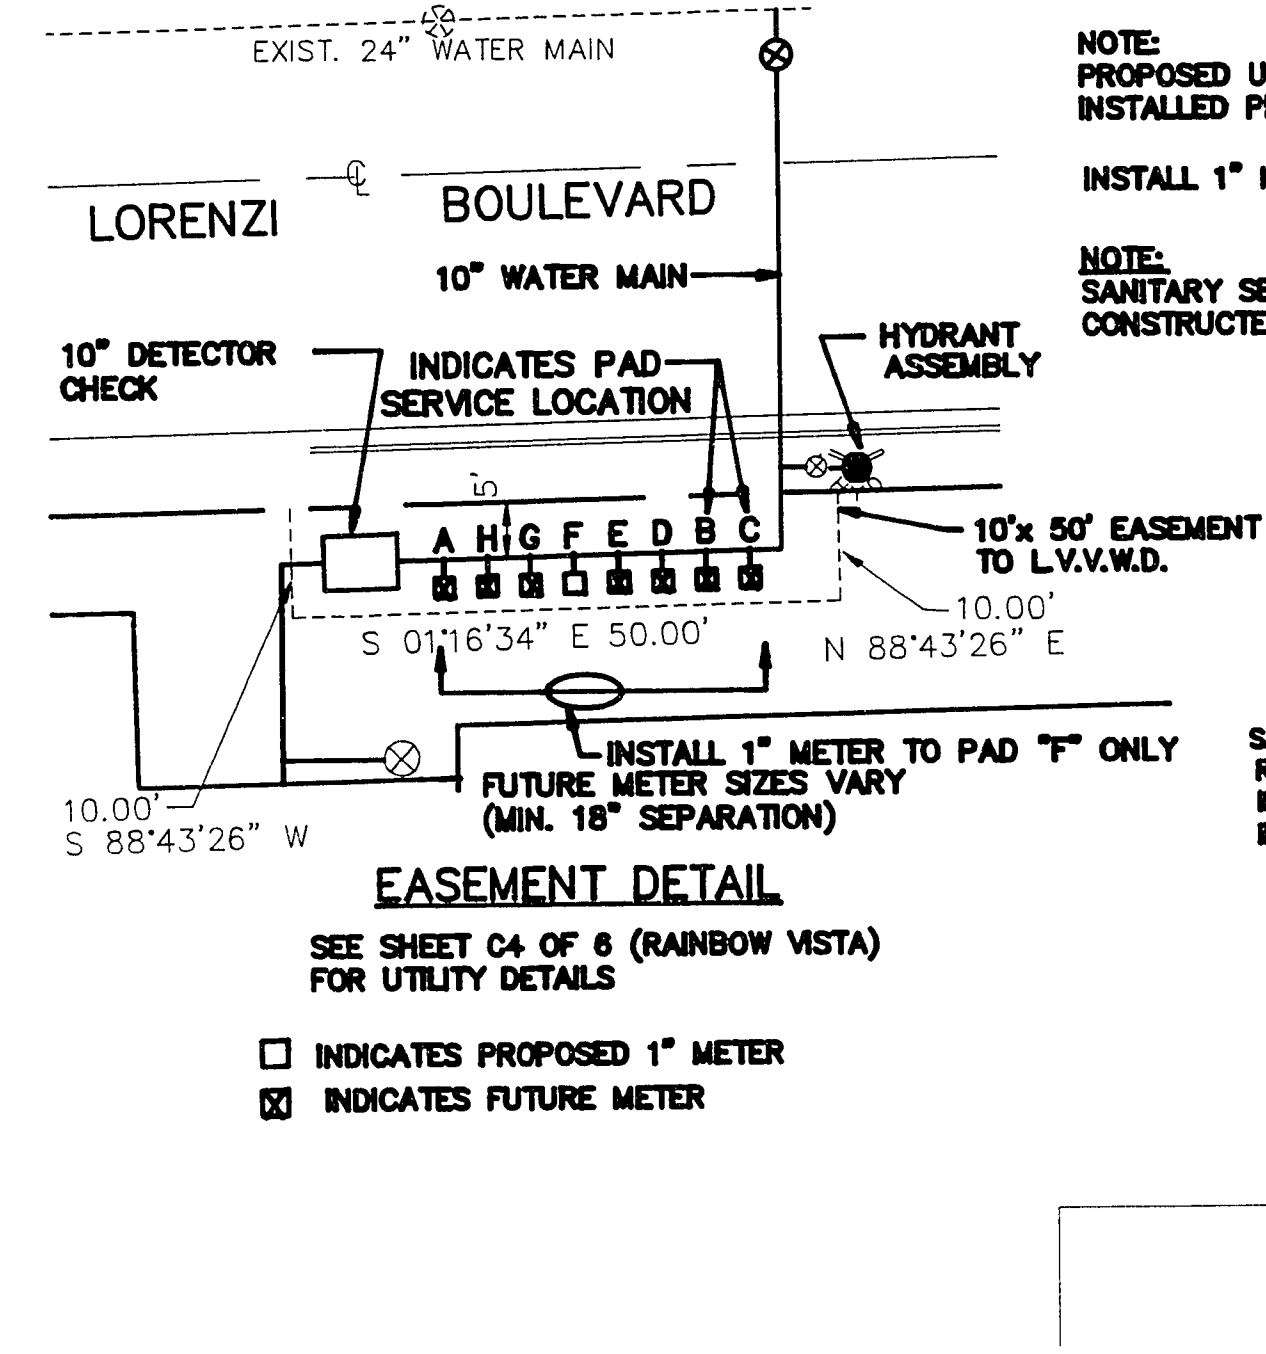 EXIST. 24" WATER MAIN
NOTE:
PROPOSED
INSTALLED
LORENZI BOULEVARD
INSTALL 1"
10" WATER MAIN
NOTE:
SANITARY
10" DETECTOR
CHECK
INDICATES PAD
SERVICE LOCATION
HYDRANT
ASSEMBLY
5'
A H G F E D B C
10'x 50' EASEMENT
TO L.V.V.W.D.
S 01°16'34" E 50.00'
10.00'
N 88°43'26" E
INSTALL 1" METER TO PAD "F" ONLY
FUTURE METER SIZES VARY
(MIN. 18" SEPARATION)
10.00'
S 88°43'26" W
EASEMENT DETAIL
SEE SHEET C4 OF 6 (RAINBOW VISTA)
FOR UTILITY DETAILS
INDICATES PROPOSED 1" METER
INDICATES FUTURE METER